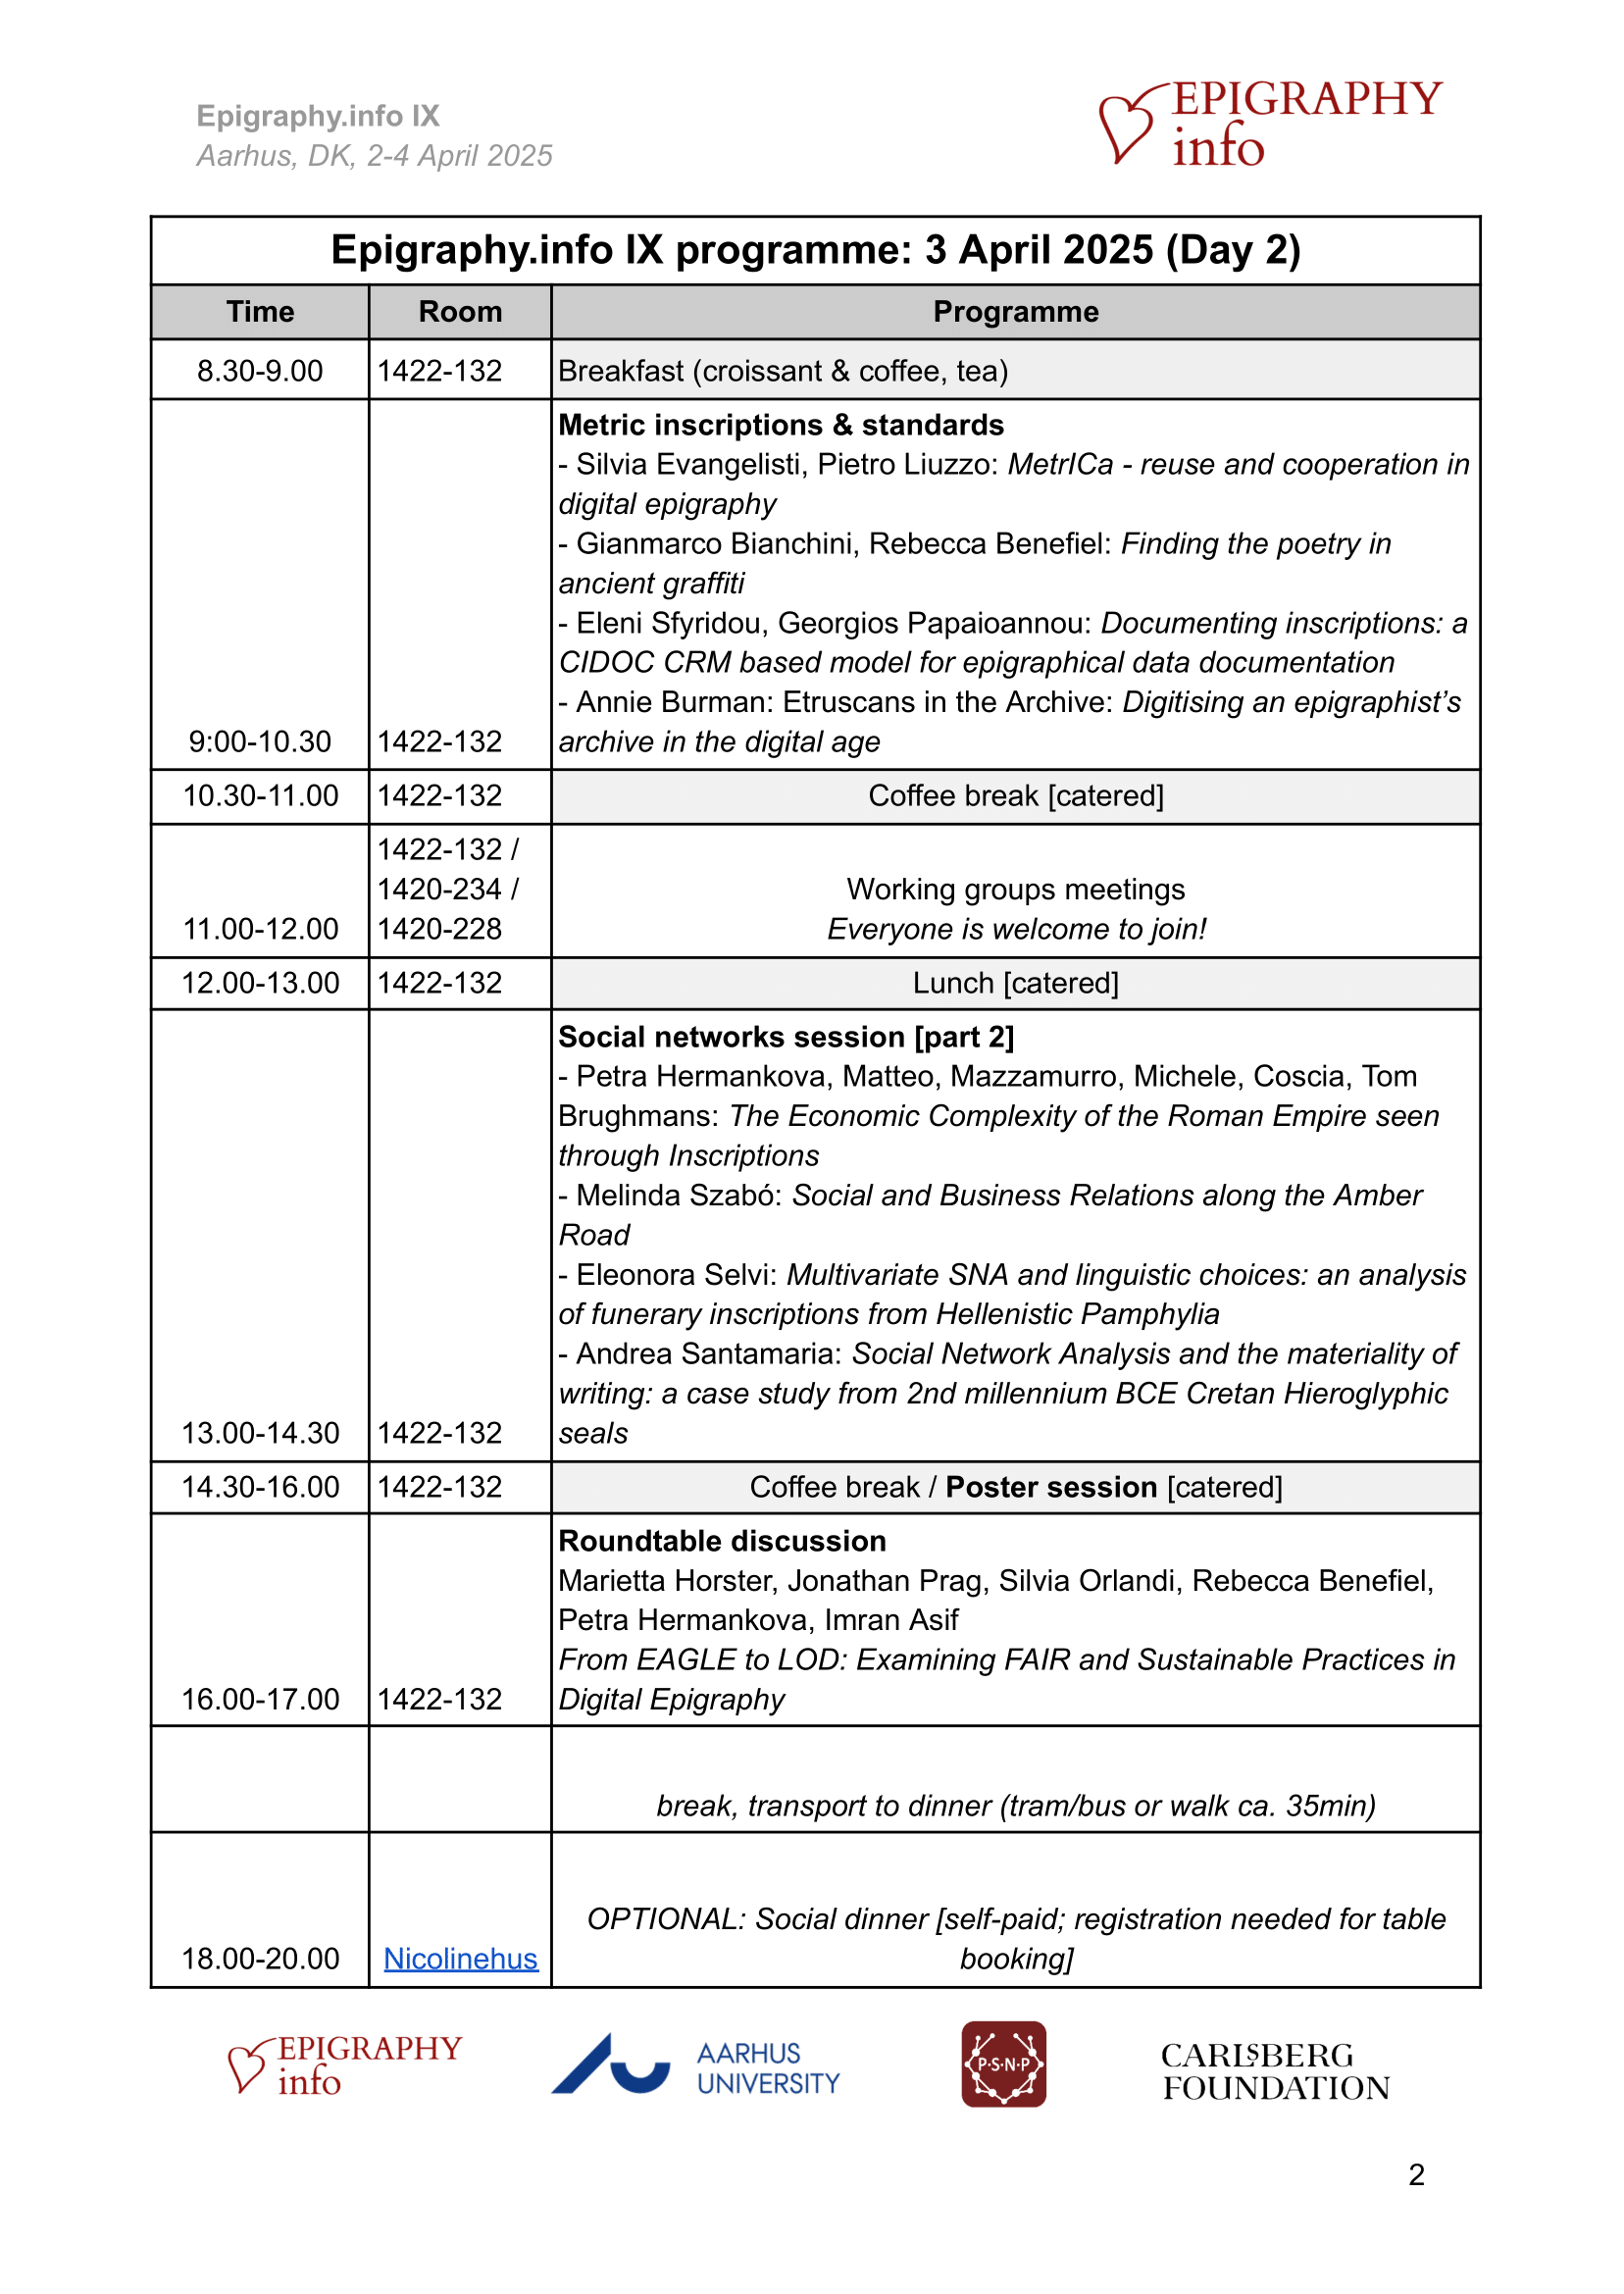 Epigraphy.info IX
Aarhus, DK, 2-4 April 2025
EPIGRAPHY
info
Epigraphy.info IX programme: 3 April 2025 (Day 2)
Time Room Programme
8.30-9.00 1422-132 Breakfast (croissant & coffee, tea)
Metric inscriptions & standards
- Silvia Evangelisti, Pietro Liuzzo: MetrICa - reuse and cooperation in
digital epigraphy
- Gianmarco Bianchini, Rebecca Benefiel: Finding the poetry in
ancient graffiti
- Eleni Sfyridou, Georgios Papaioannou: Documenting inscriptions: a
CIDOC CRM based model for epigraphical data documentation
- Annie Burman: Etruscans in the Archive: Digitising an epigraphist’s
9:00-10.30 1422-132 archive in the digital age
10.30-11.00 1422-132 Coffee break [catered]
1422-132 /
1420-234 / Working groups meetings
11.00-12.00 1420-228 Everyone is welcome to join!
12.00-13.00 1422-132 Lunch [catered]
Social networks session [part 2]
- Petra Hermankova, Matteo, Mazzamurro, Michele, Coscia, Tom
Brughmans: The Economic Complexity of the Roman Empire seen
through Inscriptions
- Melinda Szabó: Social and Business Relations along the Amber
Road
- Eleonora Selvi: Multivariate SNA and linguistic choices: an analysis
of funerary inscriptions from Hellenistic Pamphylia
- Andrea Santamaria: Social Network Analysis and the materiality of
writing: a case study from 2nd millennium BCE Cretan Hieroglyphic
13.00-14.30 1422-132 seals
14.30-16.00 1422-132 Coffee break / Poster session [catered]
Roundtable discussion
Marietta Horster, Jonathan Prag, Silvia Orlandi, Rebecca Benefiel,
Petra Hermankova, Imran Asif
From EAGLE to LOD: Examining FAIR and Sustainable Practices in
16.00-17.00 1422-132 Digital Epigraphy
break, transport to dinner (tram/bus or walk ca. 35min)
OPTIONAL: Social dinner [self-paid; registration needed for table
18.00-20.00 Nicolinehus booking]
EPIGRAPHY
info
AARHUS
UNIVERSITY
P·S·N·P
CARLSBERG
FOUNDATION
2